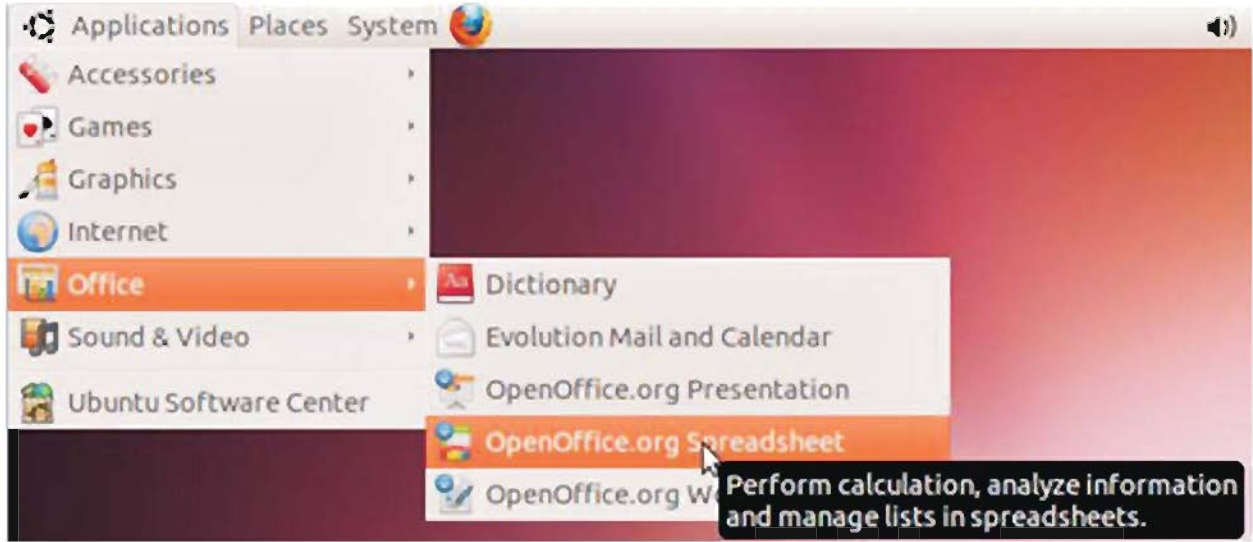 Applications Places System
Accessories
Games
Graphics
Internet
Office
Sound & Video
Ubuntu Software Center
Aa Dictionary
Evolution Mail and Calendar
OpenOffice.org Presentation
OpenOffice.org Spreadsheet
OpenOffice.org
Perform calculation, analyze information
and manage lists in spreadsheets.